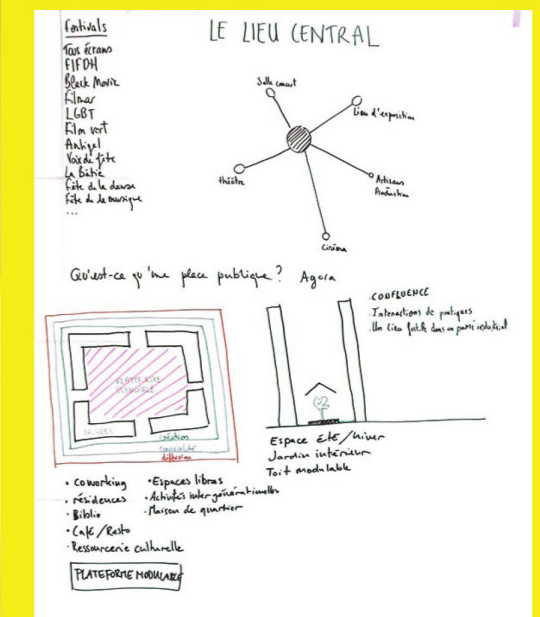 festivals
LE LIEU CENTRAL
Tous écrans
FIFDH
Black Movie
Filmar
LGBT
Film vert
Antigel
Voix de fête
La Bâtie
Fête de la danse
Fête de la musique
...
Salle concert
Lieu d'exposition
théâtre
Artisans
Production
Cinéma
Qu'est-ce qu'une place publique? Agora
CONFLUENCE
Interactions de pratiques
Un lieu fertile dans un passé industriel
PLATEFORME
création
diffusion
Espace été/hiver
Jardin intérieur
Toit modulable
• coworking
• résidences
• Biblio
• Café/Resto
• Ressourcerie culturelle
• Espaces libres
• Activités intergénérationnelles
• Maison de quartier
PLATEFORME MODULABLE